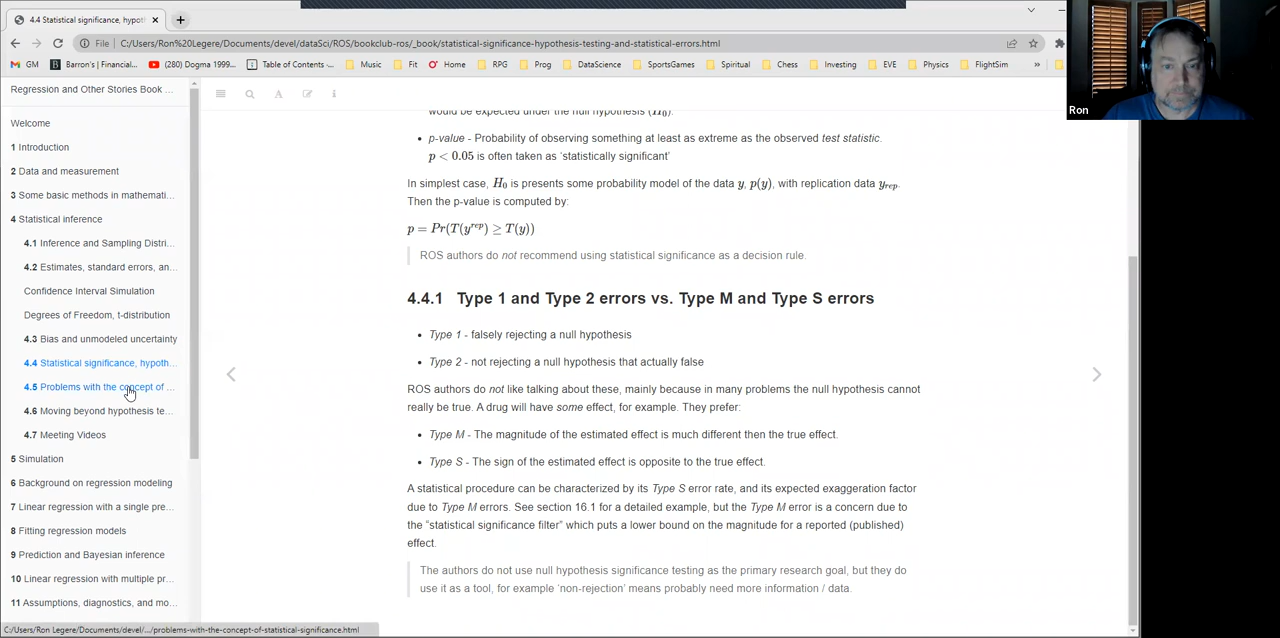 4.4 Statistical significance, hypot
File
C:/Users/Ron%20Legere/Documents/devel/dataSci/ROS/bookclub-ros/_book/statistical-significance-hypothesis-testing-and-statistical-errors.html
GM
Barron's | Financial...
(280) Dogma 1999...
Table of Contents -...
Music
Fit
Home
RPG
Prog
DataScience
SportsGames
Spiritual
Chess
Investing
EVE
Physics
FlightSim
»
Ron
Regression and Other Stories Book ...
Welcome
1 Introduction
2 Data and measurement
3 Some basic methods in mathemati...
4 Statistical inference
4.1 Inference and Sampling Distri...
4.2 Estimates, standard errors, an...
Confidence Interval Simulation
Degrees of Freedom, t-distribution
4.3 Bias and unmodeled uncertainty
4.4 Statistical significance, hypoth...
4.5 Problems with the concept of ...
4.6 Moving beyond hypothesis te...
4.7 Meeting Videos
5 Simulation
6 Background on regression modeling
7 Linear regression with a single pre...
8 Fitting regression models
9 Prediction and Bayesian inference
10 Linear regression with multiple pr...
11 Assumptions, diagnostics, and mo...
would be expected under the null hypothesis (H₀).
• p-value - Probability of observing something at least as extreme as the observed test statistic.
p < 0.05 is often taken as 'statistically significant'
In simplest case, H₀ is presents some probability model of the data y, p(y), with replication data y_rep.
Then the p-value is computed by:
p = Pr(T(y^rep) ≥ T(y))
ROS authors do not recommend using statistical significance as a decision rule.
4.4.1 Type 1 and Type 2 errors vs. Type M and Type S errors
• Type 1 - falsely rejecting a null hypothesis
• Type 2 - not rejecting a null hypothesis that actually false
ROS authors do not like talking about these, mainly because in many problems the null hypothesis cannot
really be true. A drug will have some effect, for example. They prefer:
• Type M - The magnitude of the estimated effect is much different then the true effect.
• Type S - The sign of the estimated effect is opposite to the true effect.
A statistical procedure can be characterized by its Type S error rate, and its expected exaggeration factor
due to Type M errors. See section 16.1 for a detailed example, but the Type M error is a concern due to
the "statistical significance filter" which puts a lower bound on the magnitude for a reported (published)
effect.
The authors do not use null hypothesis significance testing as the primary research goal, but they do
use it as a tool, for example 'non-rejection' means probably need more information / data.
C:/Users/Ron Legere/Documents/devel/.../problems-with-the-concept-of-statistical-significance.html